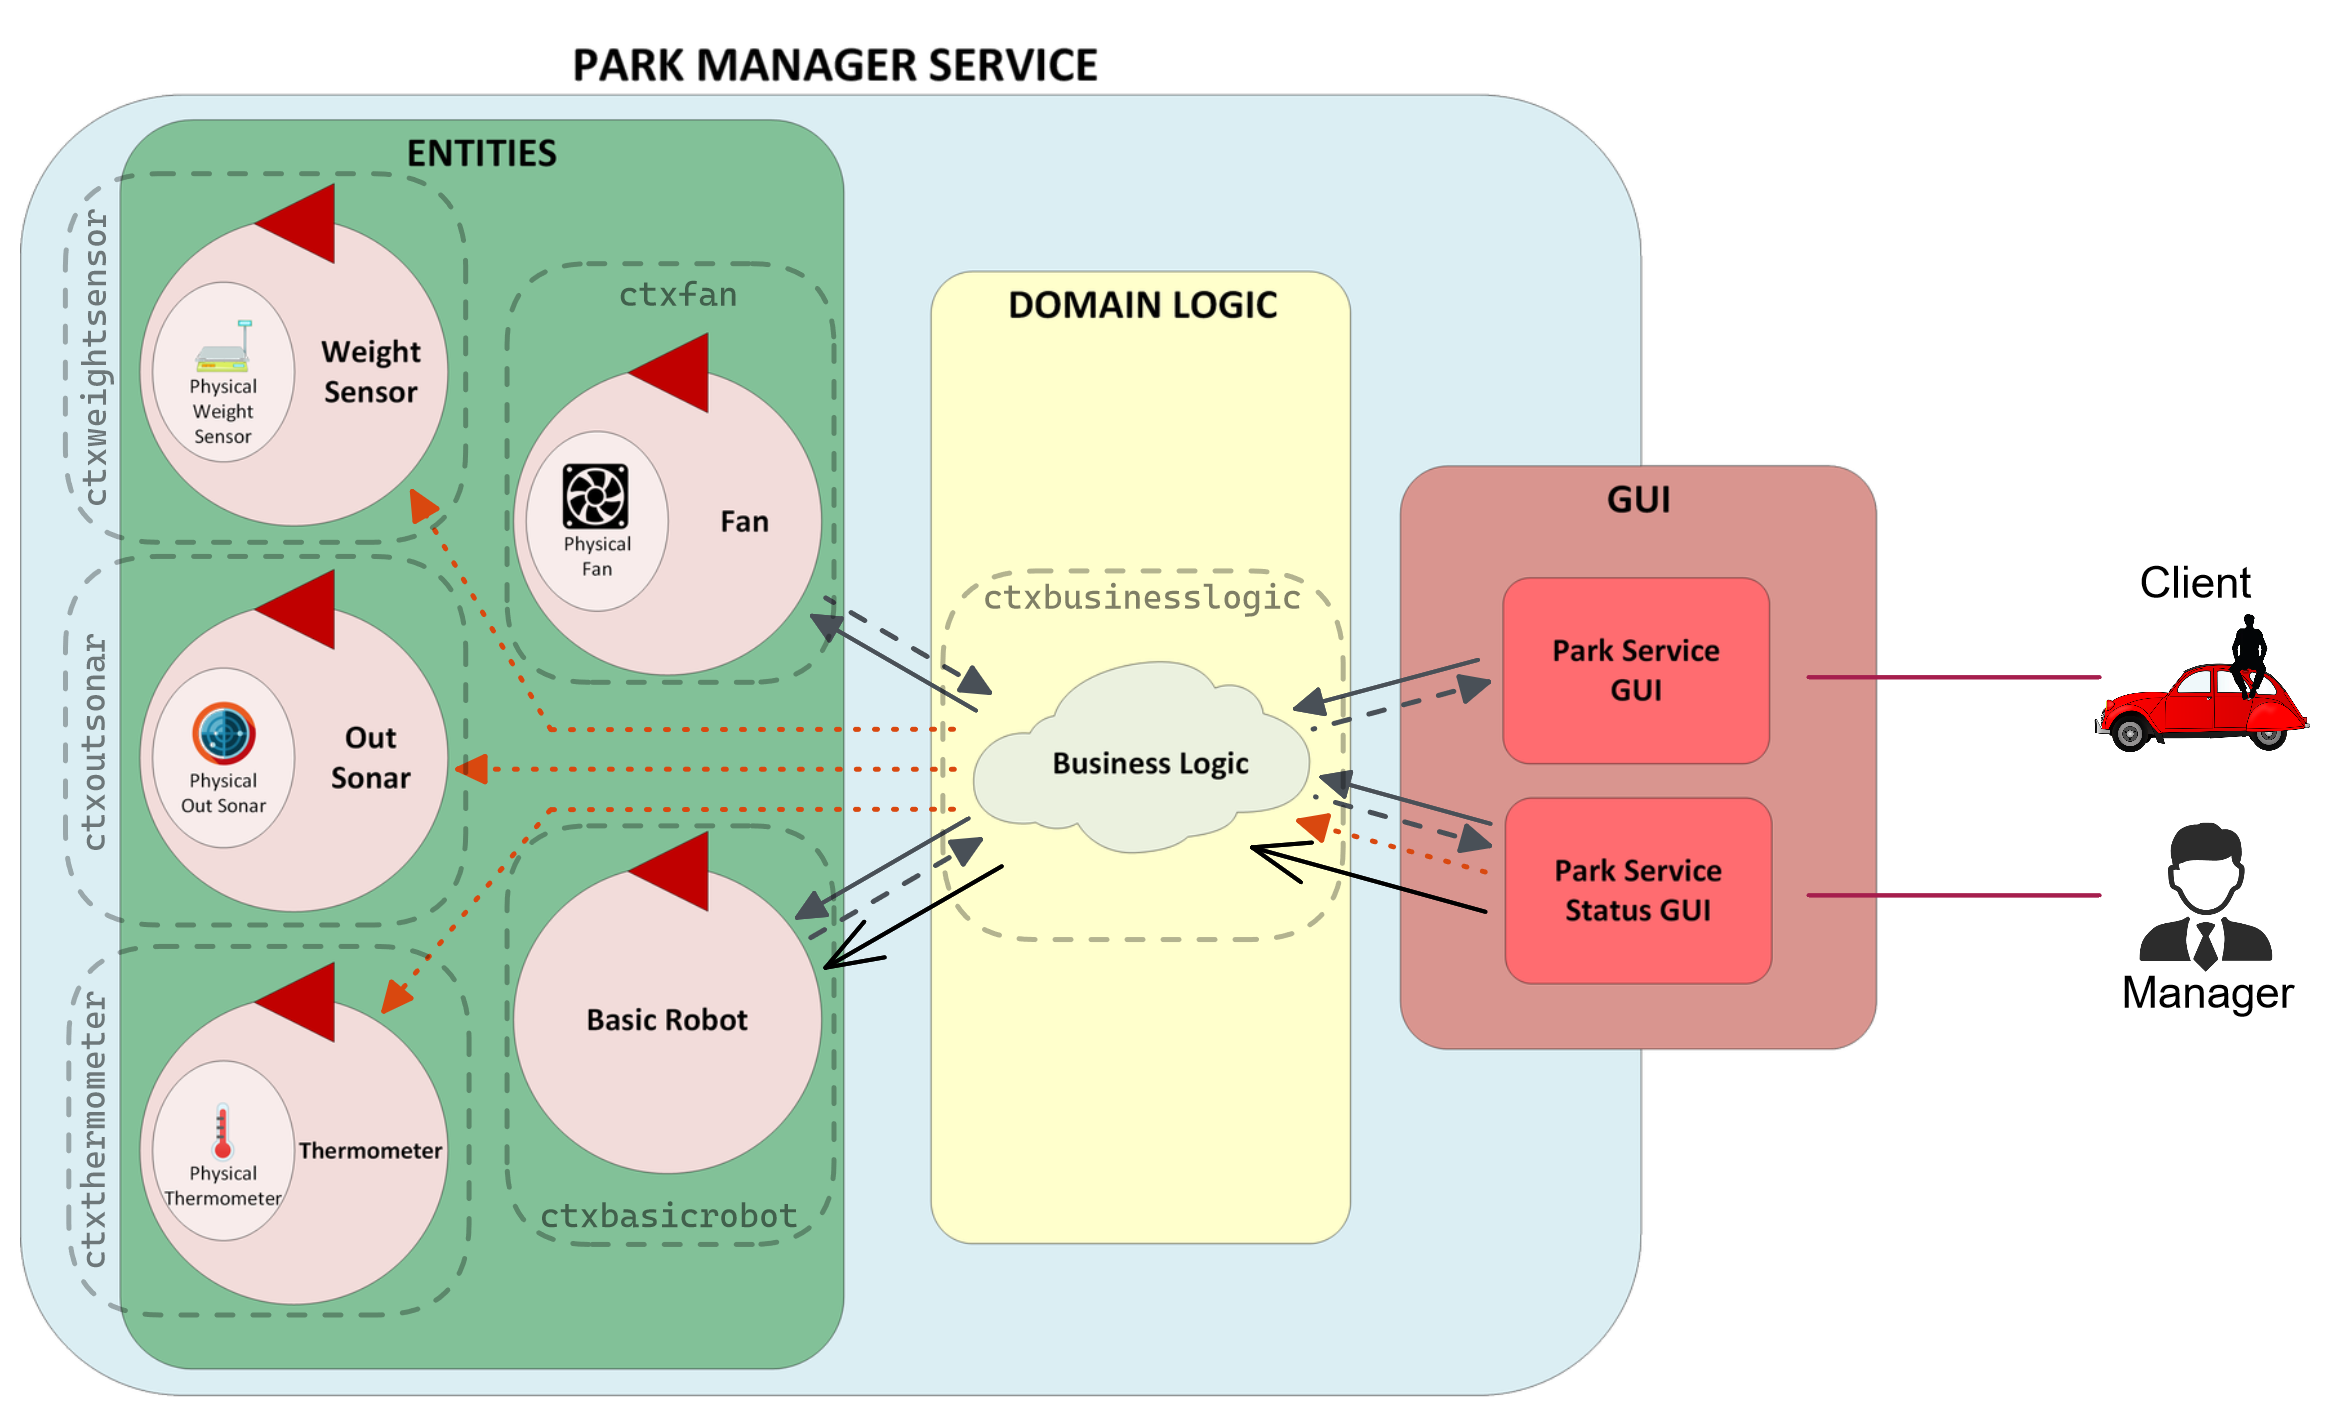 PARK MANAGER SERVICE
ENTITIES
ctxweightsensor
Physical
Weight
Sensor
Weight
Sensor
ctxfan
Physical
Fan
Fan
ctxoutsonar
Physical
Out Sonar
Out
Sonar
ctxthermometer
Physical
Thermometer
Thermometer
Basic Robot
ctxbasicrobot
DOMAIN LOGIC
ctxbusinesslogic
Business Logic
GUI
Park Service
GUI
Park Service
Status GUI
Client
Manager